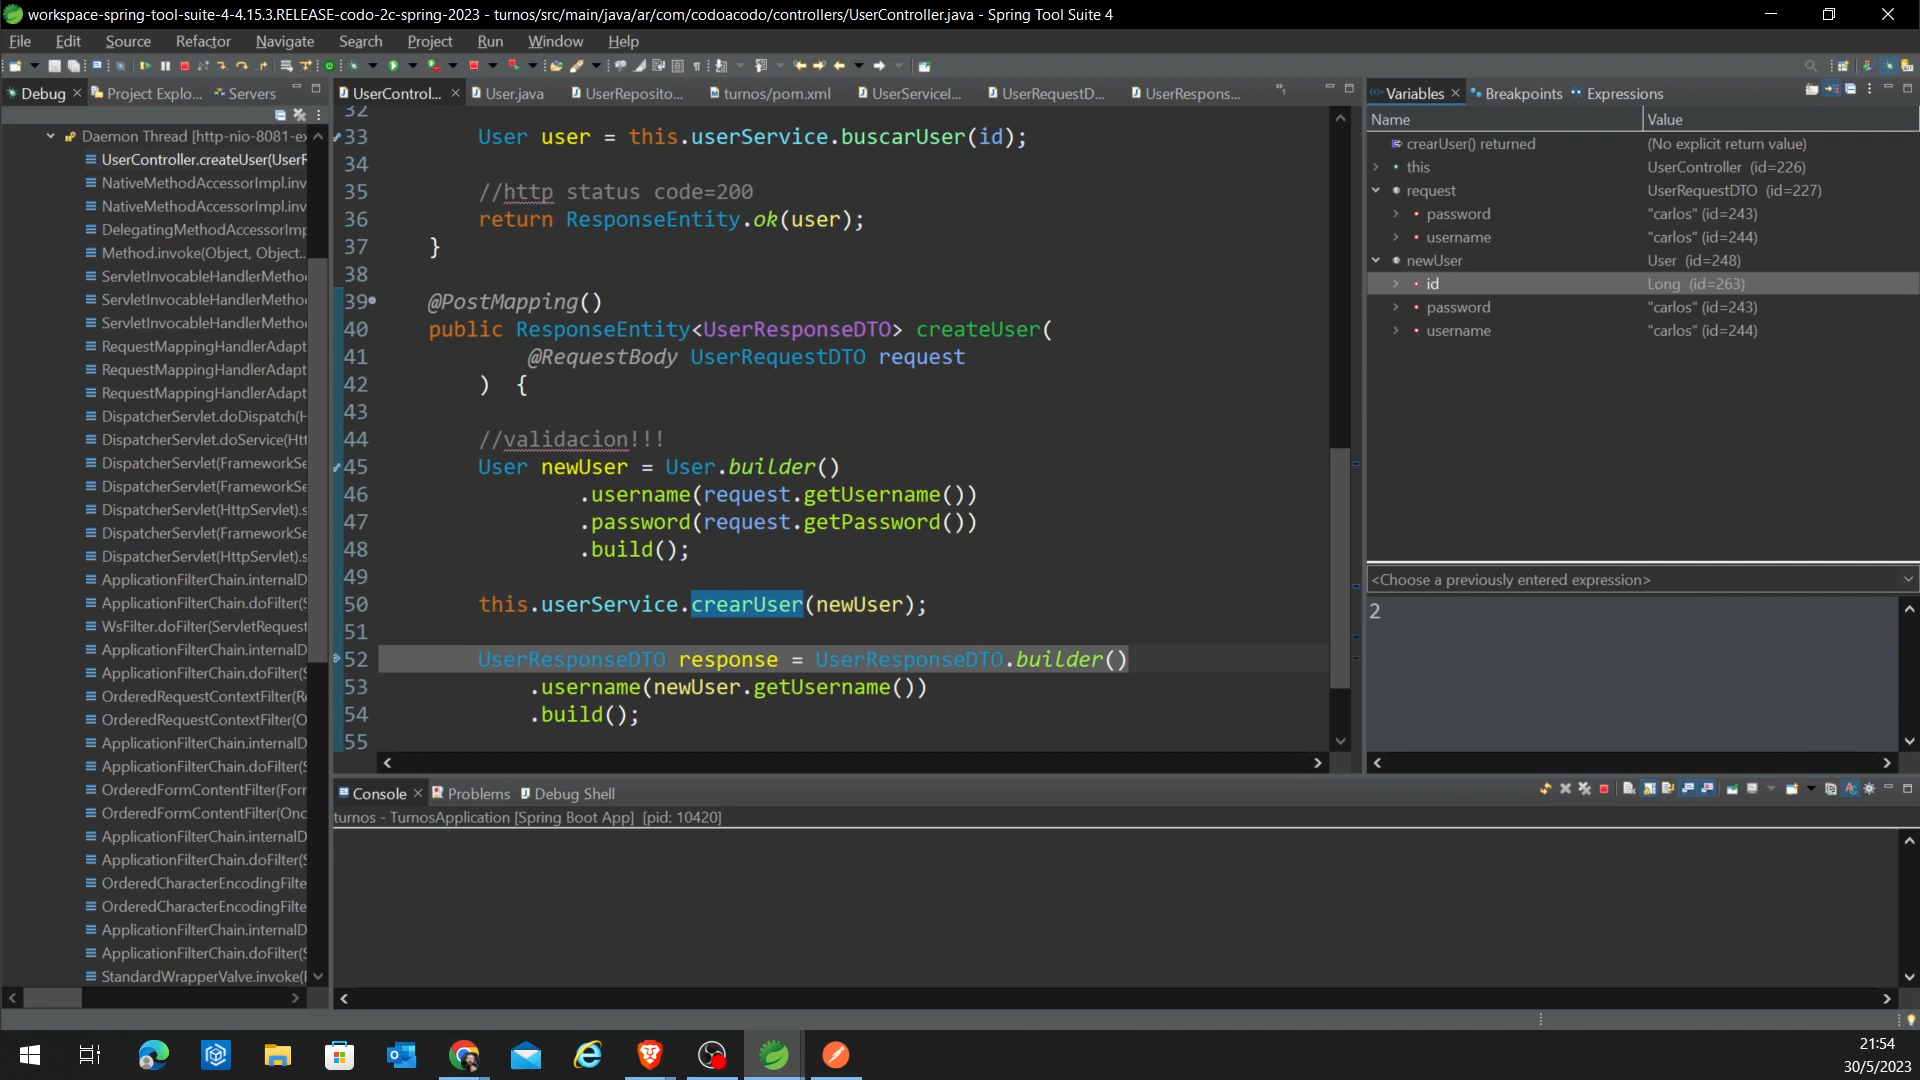 workspace-spring-tool-suite-4-4.15.3.RELEASE-codo-2c-spring-2023 - turnos/src/main/java/ar/com/codoacodo/controllers/UserController.java - Spring Tool Suite 4
File Edit Source Refactor Navigate Search Project Run Window Help
Debug Project Explo... Servers
Daemon Thread [http-nio-8081-ex
UserController.createUser(UserR
NativeMethodAccessorImpl.inv
NativeMethodAccessorImpl.inv
DelegatingMethodAccessorImp
Method.invoke(Object, Object...
ServletInvocableHandlerMetho
ServletInvocableHandlerMetho
ServletInvocableHandlerMetho
RequestMappingHandlerAdapt
RequestMappingHandlerAdapt
RequestMappingHandlerAdapt
DispatcherServlet.doDispatch(H
DispatcherServlet.doService(Htt
DispatcherServlet(FrameworkSe
DispatcherServlet(FrameworkSe
DispatcherServlet(HttpServlet).s
DispatcherServlet(FrameworkSe
DispatcherServlet(HttpServlet).s
ApplicationFilterChain.internalD
ApplicationFilterChain.doFilter(S
WsFilter.doFilter(ServletRequest
ApplicationFilterChain.internalD
ApplicationFilterChain.doFilter(S
OrderedRequestContextFilter(Re
OrderedRequestContextFilter(O
ApplicationFilterChain.internalD
ApplicationFilterChain.doFilter(S
OrderedFormContentFilter(Forr
OrderedFormContentFilter(Onc
ApplicationFilterChain.internalD
ApplicationFilterChain.doFilter(S
OrderedCharacterEncodingFilte
OrderedCharacterEncodingFilte
ApplicationFilterChain.internalD
ApplicationFilterChain.doFilter(S
StandardWrapperValve.invoke(F
UserControl... User.java UserReposito... turnos/pom.xml UserServiceI... UserRequestD... UserRespons... »1
32
33 User user = this.userService.buscarUser(id);
34
35 //http status code=200
36 return ResponseEntity.ok(user);
37 }
38
39 @PostMapping()
40 public ResponseEntity<UserResponseDTO> createUser(
41 @RequestBody UserRequestDTO request
42 ) {
43
44 //validacion!!!
45 User newUser = User.builder()
46 .username(request.getUsername())
47 .password(request.getPassword())
48 .build();
49
50 this.userService.crearUser(newUser);
51
52 UserResponseDTO response = UserResponseDTO.builder()
53 .username(newUser.getUsername())
54 .build();
55
Variables Breakpoints Expressions
Name Value
crearUser() returned (No explicit return value)
this UserController (id=226)
request UserRequestDTO (id=227)
password "carlos" (id=243)
username "carlos" (id=244)
newUser User (id=248)
id Long (id=263)
password "carlos" (id=243)
username "carlos" (id=244)
<Choose a previously entered expression>
2
Console Problems Debug Shell
turnos - TurnosApplication [Spring Boot App] [pid: 10420]
21:54
30/5/2023